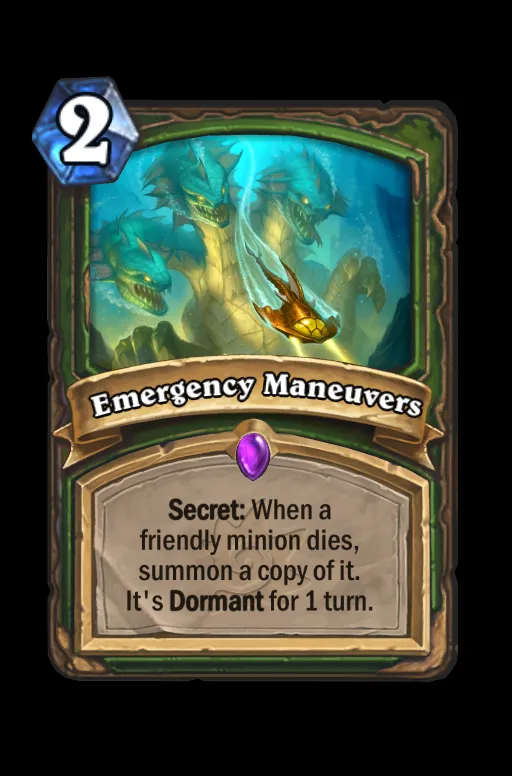 2
Emergency Maneuvers
Secret: When a
friendly minion dies,
summon a copy of it.
It's Dormant for 1 turn.